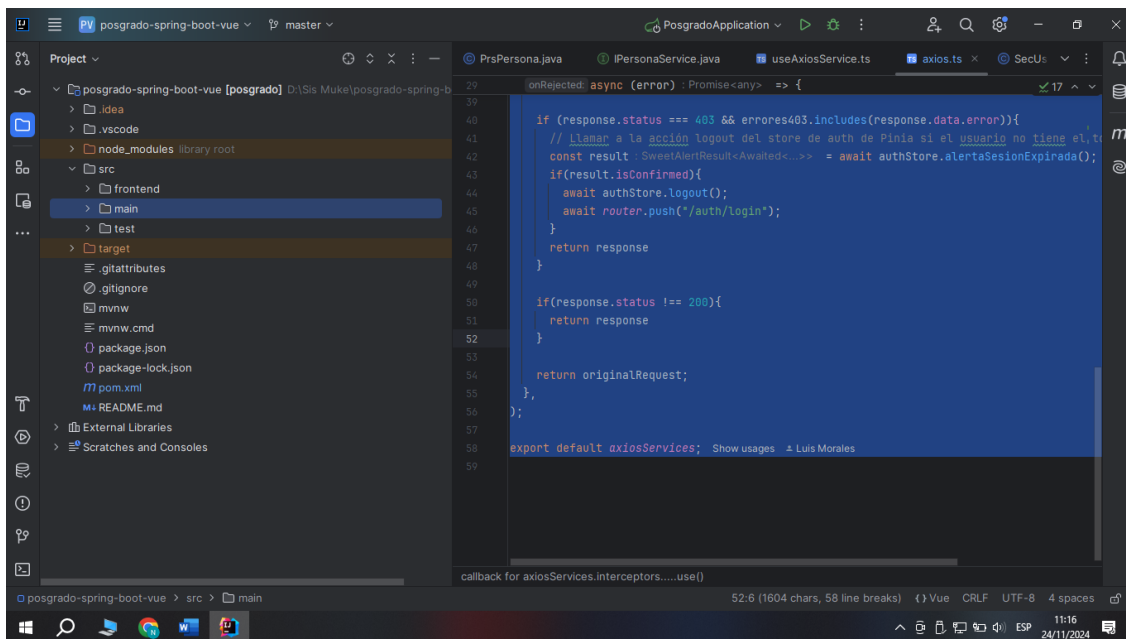 PV posgrado-spring-boot-vue master PosgradoApplication
Project
PrsPersona.java IPersonaService.java useAxiosService.ts axios.ts SecUs
posgrado-spring-boot-vue [posgrado] D:\Sis Muke\posgrado-spring-b
.idea
.vscode
node_modules library root
src
frontend
main
test
target
.gitattributes
.gitignore
mvnw
mvnw.cmd
package.json
package-lock.json
pom.xml
README.md
External Libraries
Scratches and Consoles
29 onRejected: async (error) : Promise<any> => { 17
39
40 if (response.status === 403 && errores403.includes(response.data.error)){
41 // Llamar a la acción logout del store de auth de Pinia si el usuario no tiene el to
42 const result : SweetAlertResult<Awaited<...>> = await authStore.alertaSesionExpirada();
43 if(result.isConfirmed){
44 await authStore.logout();
45 await router.push("/auth/login");
46 }
47 return response
48 }
49
50 if(response.status !== 200){
51 return response
52 }
53
54 return originalRequest;
55 },
56 );
57
58 export default axiosServices; Show usages Luis Morales
59
callback for axiosServices.interceptors.....use()
posgrado-spring-boot-vue > src > main 52:6 (1604 chars, 58 line breaks) {} Vue CRLF UTF-8 4 spaces
ESP 11:16
24/11/2024